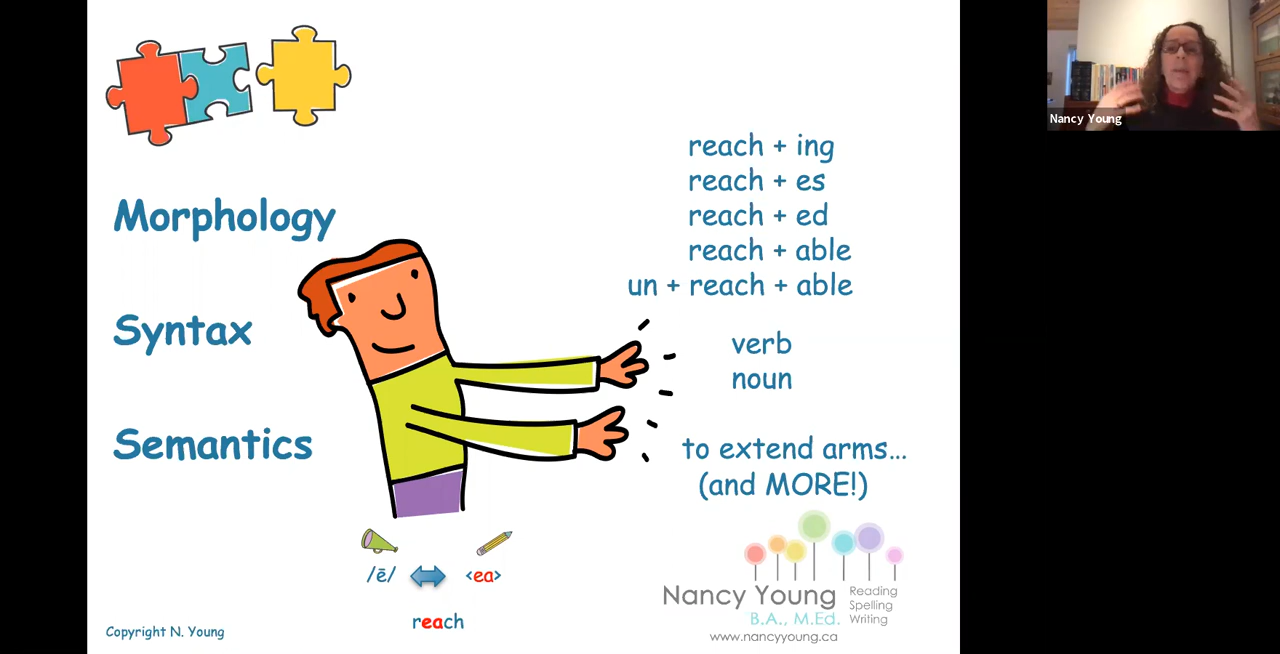 Nancy Young
Morphology
reach + ing
reach + es
reach + ed
reach + able
un + reach + able
Syntax
verb
noun
Semantics
to extend arms...
(and MORE!)
/ē/
<ea>
reach
Copyright N. Young
Nancy Young
B.A., M.Ed.
Reading
Spelling
Writing
www.nancyyoung.ca